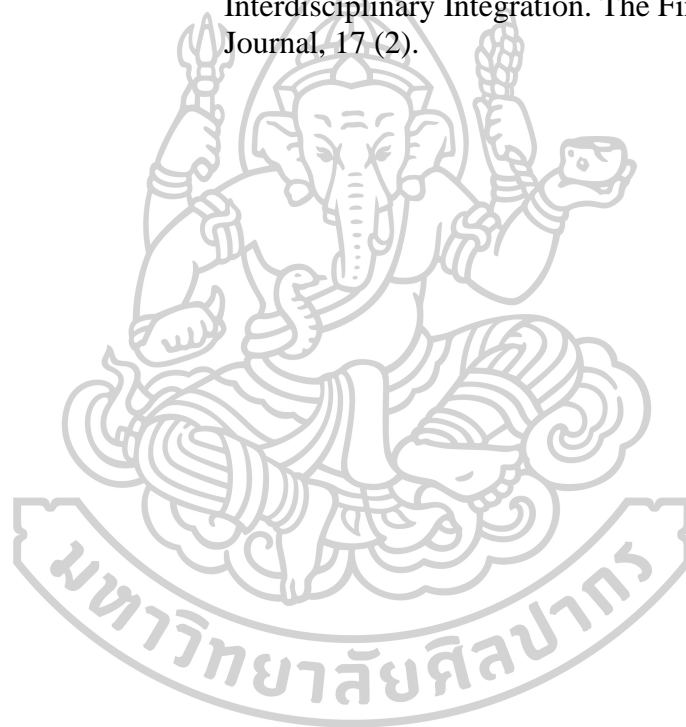 Interdisciplinary Integration. The Fi
Journal, 17 (2).
มหาวิทยาลัยศิลปากร